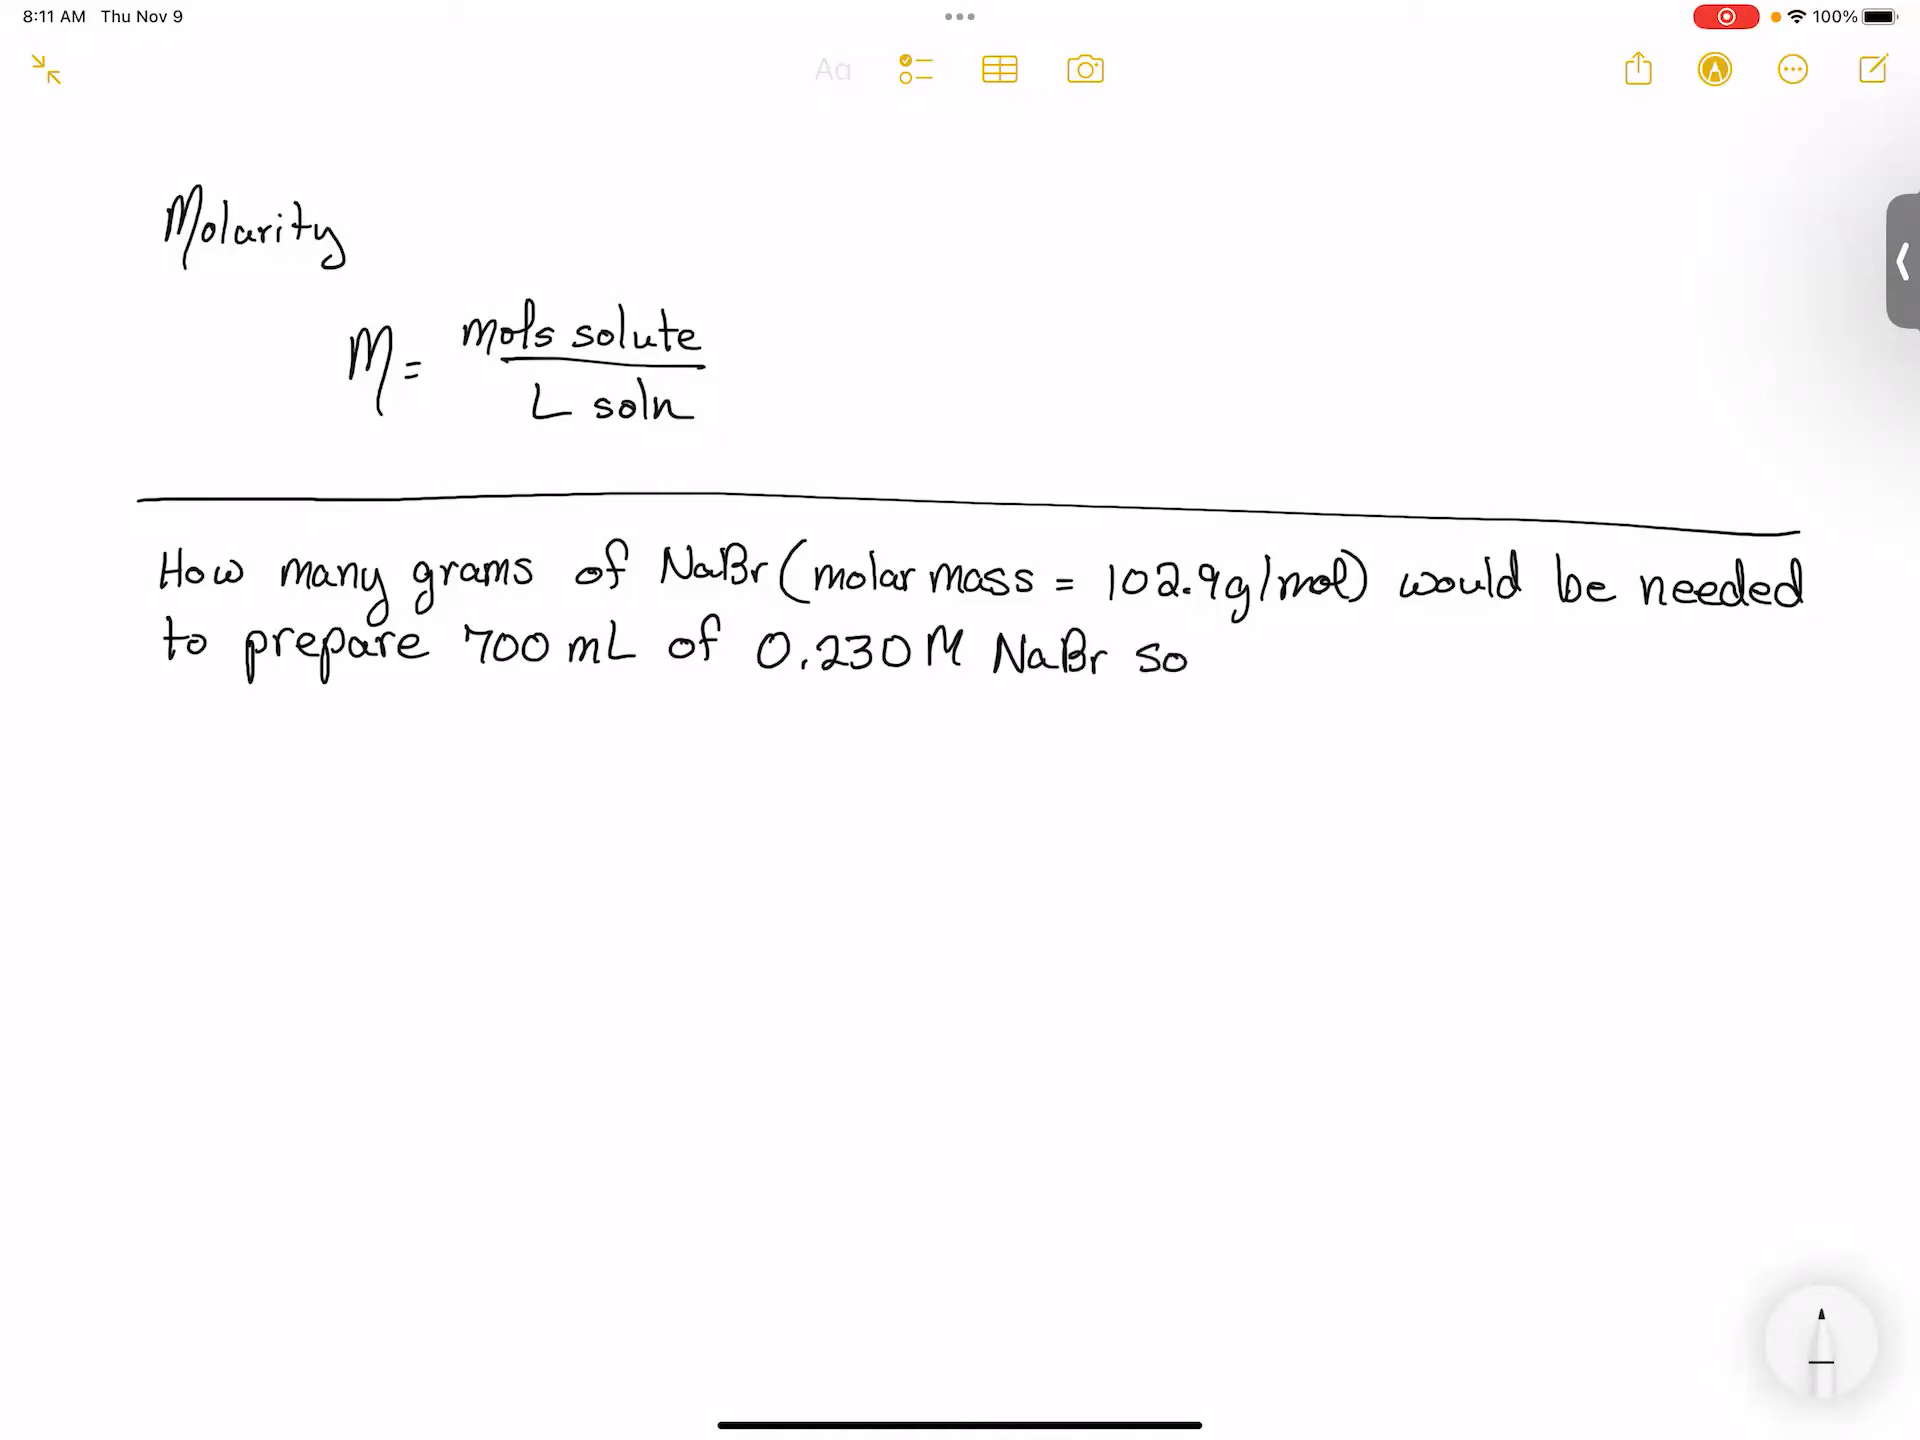 8:11 AM Thu Nov 9
100%
Aa
Molarity
M = mols solute
L soln
How many grams of NaBr (molar mass = 102.9g/mol) would be needed
to prepare 700 mL of 0.230 M NaBr so